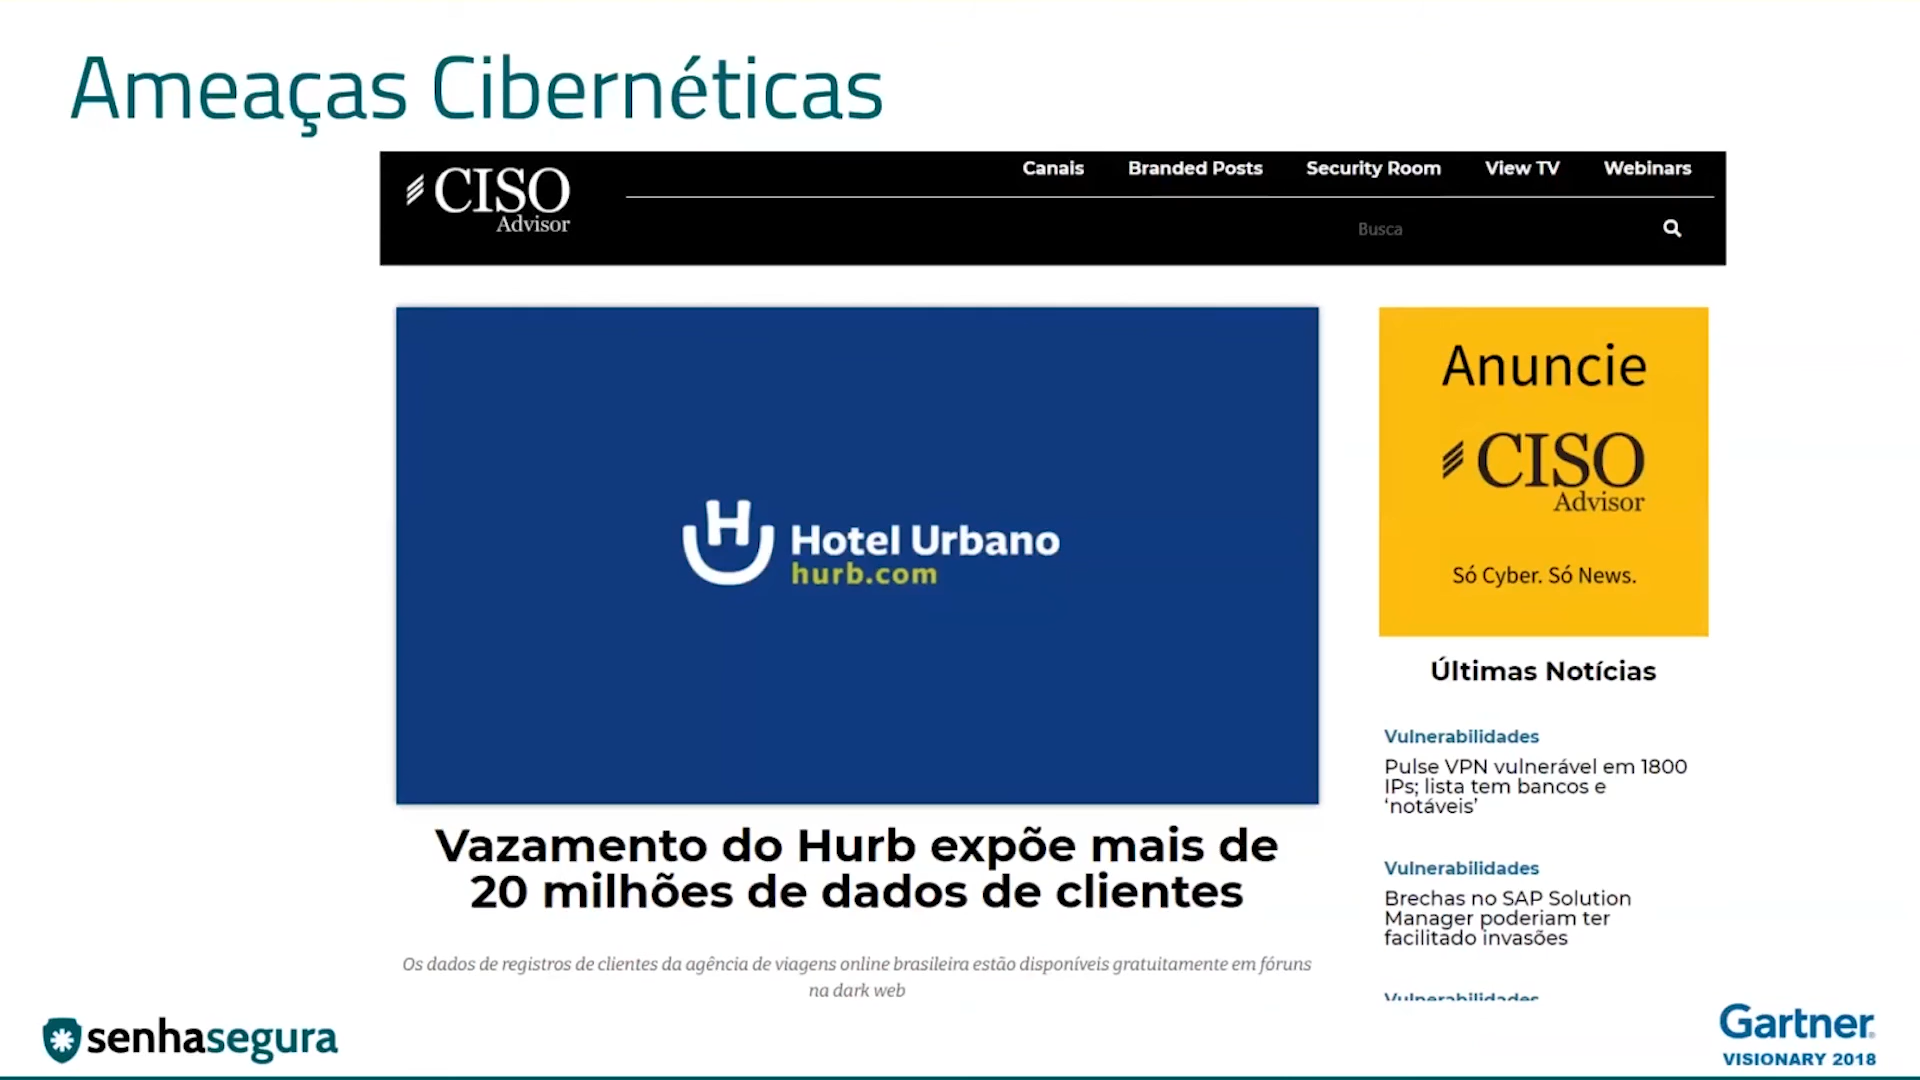 Ameaças Cibernéticas
CISO
Advisor
Canais Branded Posts Security Room View TV Webinars
Busca
Hotel Urbano
hurb.com
Vazamento do Hurb expõe mais de
20 milhões de dados de clientes
Os dados de registros de clientes da agência de viagens online brasileira estão disponíveis gratuitamente em fóruns
na dark web
Anuncie
CISO
Advisor
Só Cyber. Só News.
Últimas Notícias
Vulnerabilidades
Pulse VPN vulnerável em 1800
IPs; lista tem bancos e
‘notáveis’
Vulnerabilidades
Brechas no SAP Solution
Manager poderiam ter
facilitado invasões
Vulnerabilidades
senhasegura
Gartner
VISIONARY 2018